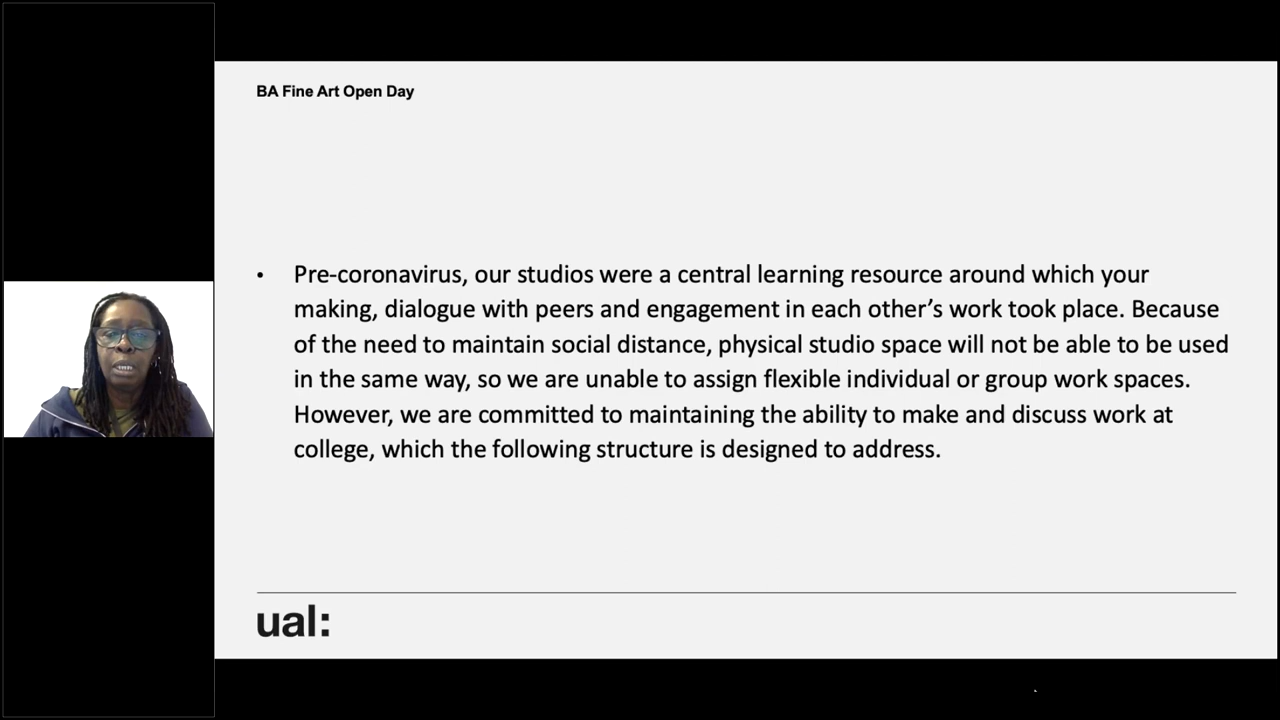 BA Fine Art Open Day
• Pre-coronavirus, our studios were a central learning resource around which your
making, dialogue with peers and engagement in each other’s work took place. Because
of the need to maintain social distance, physical studio space will not be able to be used
in the same way, so we are unable to assign flexible individual or group work spaces.
However, we are committed to maintaining the ability to make and discuss work at
college, which the following structure is designed to address.
ual: